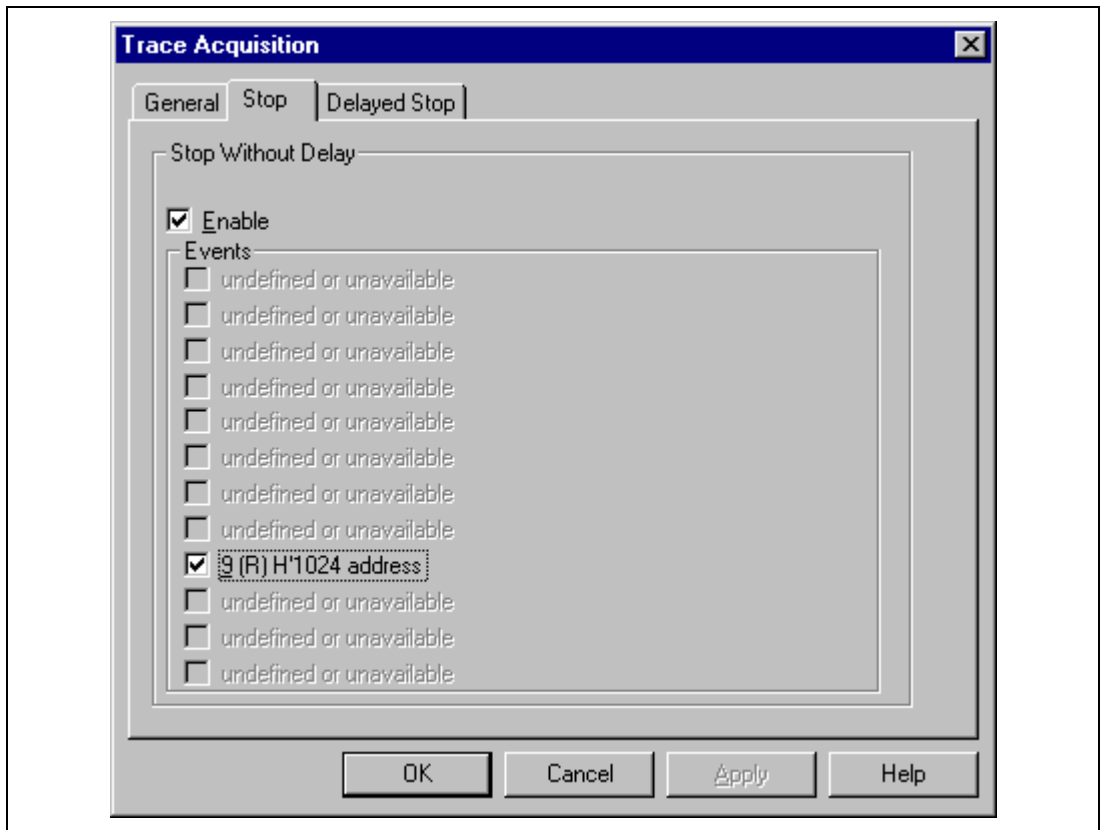 Trace Acquisition
General Stop Delayed Stop
Stop Without Delay
Enable
Events
undefined or unavailable
undefined or unavailable
undefined or unavailable
undefined or unavailable
undefined or unavailable
undefined or unavailable
undefined or unavailable
undefined or unavailable
9 (R) H'1024 address
undefined or unavailable
undefined or unavailable
undefined or unavailable
OK Cancel Apply Help